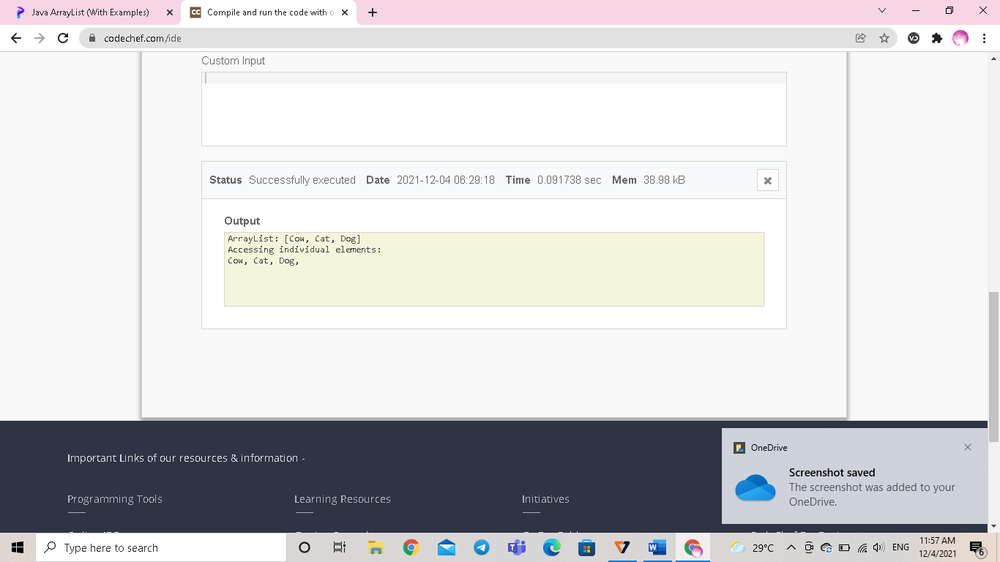 Java ArrayList (With Examples)
Compile and run the code with o
codechef.com/ide
Custom Input
Status Successfully executed Date 2021-12-04 06:29:18 Time 0.091738 sec Mem 38.98 kB
Output
ArrayList: [Cow, Cat, Dog]
Accessing individual elements:
Cow, Cat, Dog,
Important Links of our resources & information -
Programming Tools
Learning Resources
Initiatives
OneDrive
Screenshot saved
The screenshot was added to your
OneDrive.
Type here to search
29°C
ENG
11:57 AM
12/4/2021
6